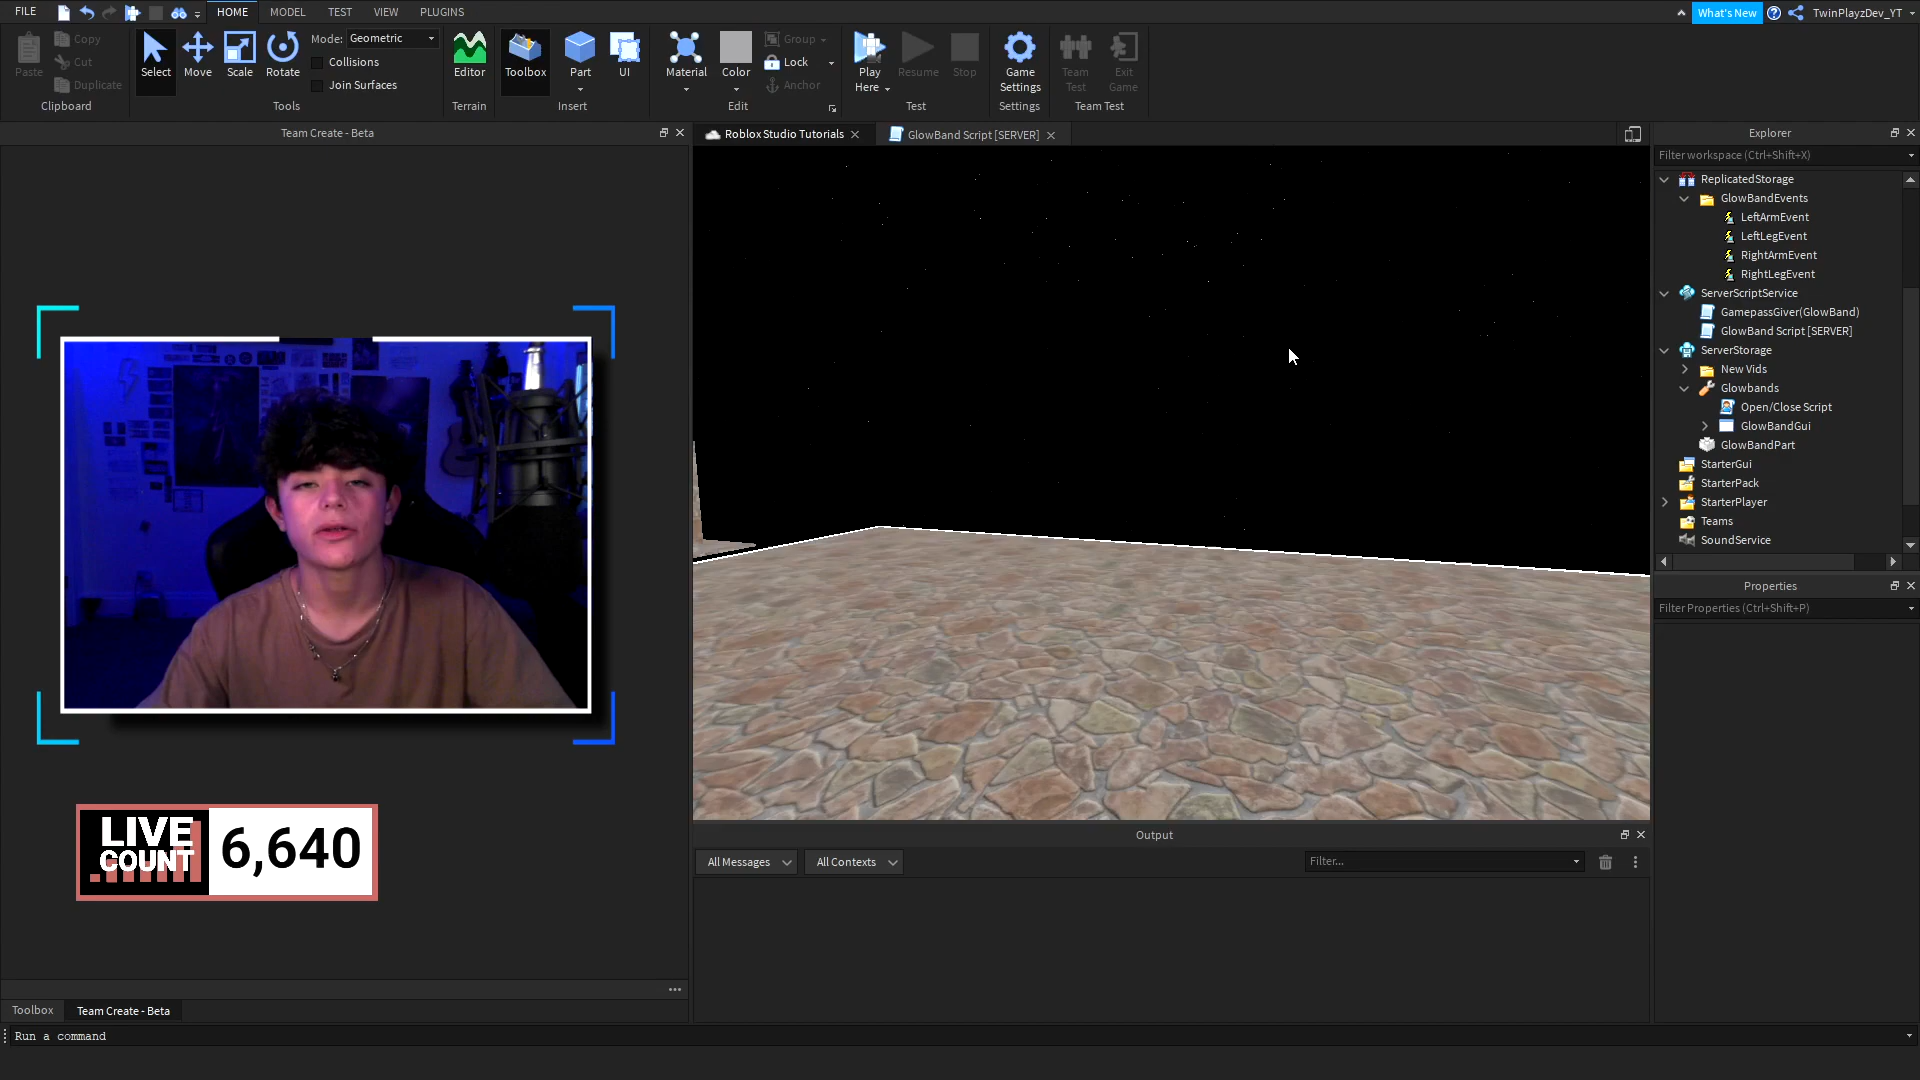 FILE
HOME
MODEL
TEST
VIEW
PLUGINS
What's New
TwinPlayzDev_YT
Paste
Copy
Cut
Duplicate
Clipboard
Select
Move
Scale
Rotate
Mode: Geometric
Collisions
Join Surfaces
Tools
Editor
Terrain
Toolbox
Part
UI
Insert
Material
Color
Group
Lock
Anchor
Edit
Play
Here
Resume
Stop
Test
Game
Settings
Settings
Team
Test
Exit
Game
Team Test
Team Create - Beta
LIVE
COUNT
6,640
Toolbox
Team Create - Beta
Run a command
Roblox Studio Tutorials
GlowBand Script [SERVER]
Output
All Messages
All Contexts
Filter...
Explorer
Filter workspace (Ctrl+Shift+X)
ReplicatedStorage
GlowBandEvents
LeftArmEvent
LeftLegEvent
RightArmEvent
RightLegEvent
ServerScriptService
GamepassGiver(GlowBand)
GlowBand Script [SERVER]
ServerStorage
New Vids
Glowbands
Open/Close Script
GlowBandGui
GlowBandPart
StarterGui
StarterPack
StarterPlayer
Teams
SoundService
Properties
Filter Properties (Ctrl+Shift+P)